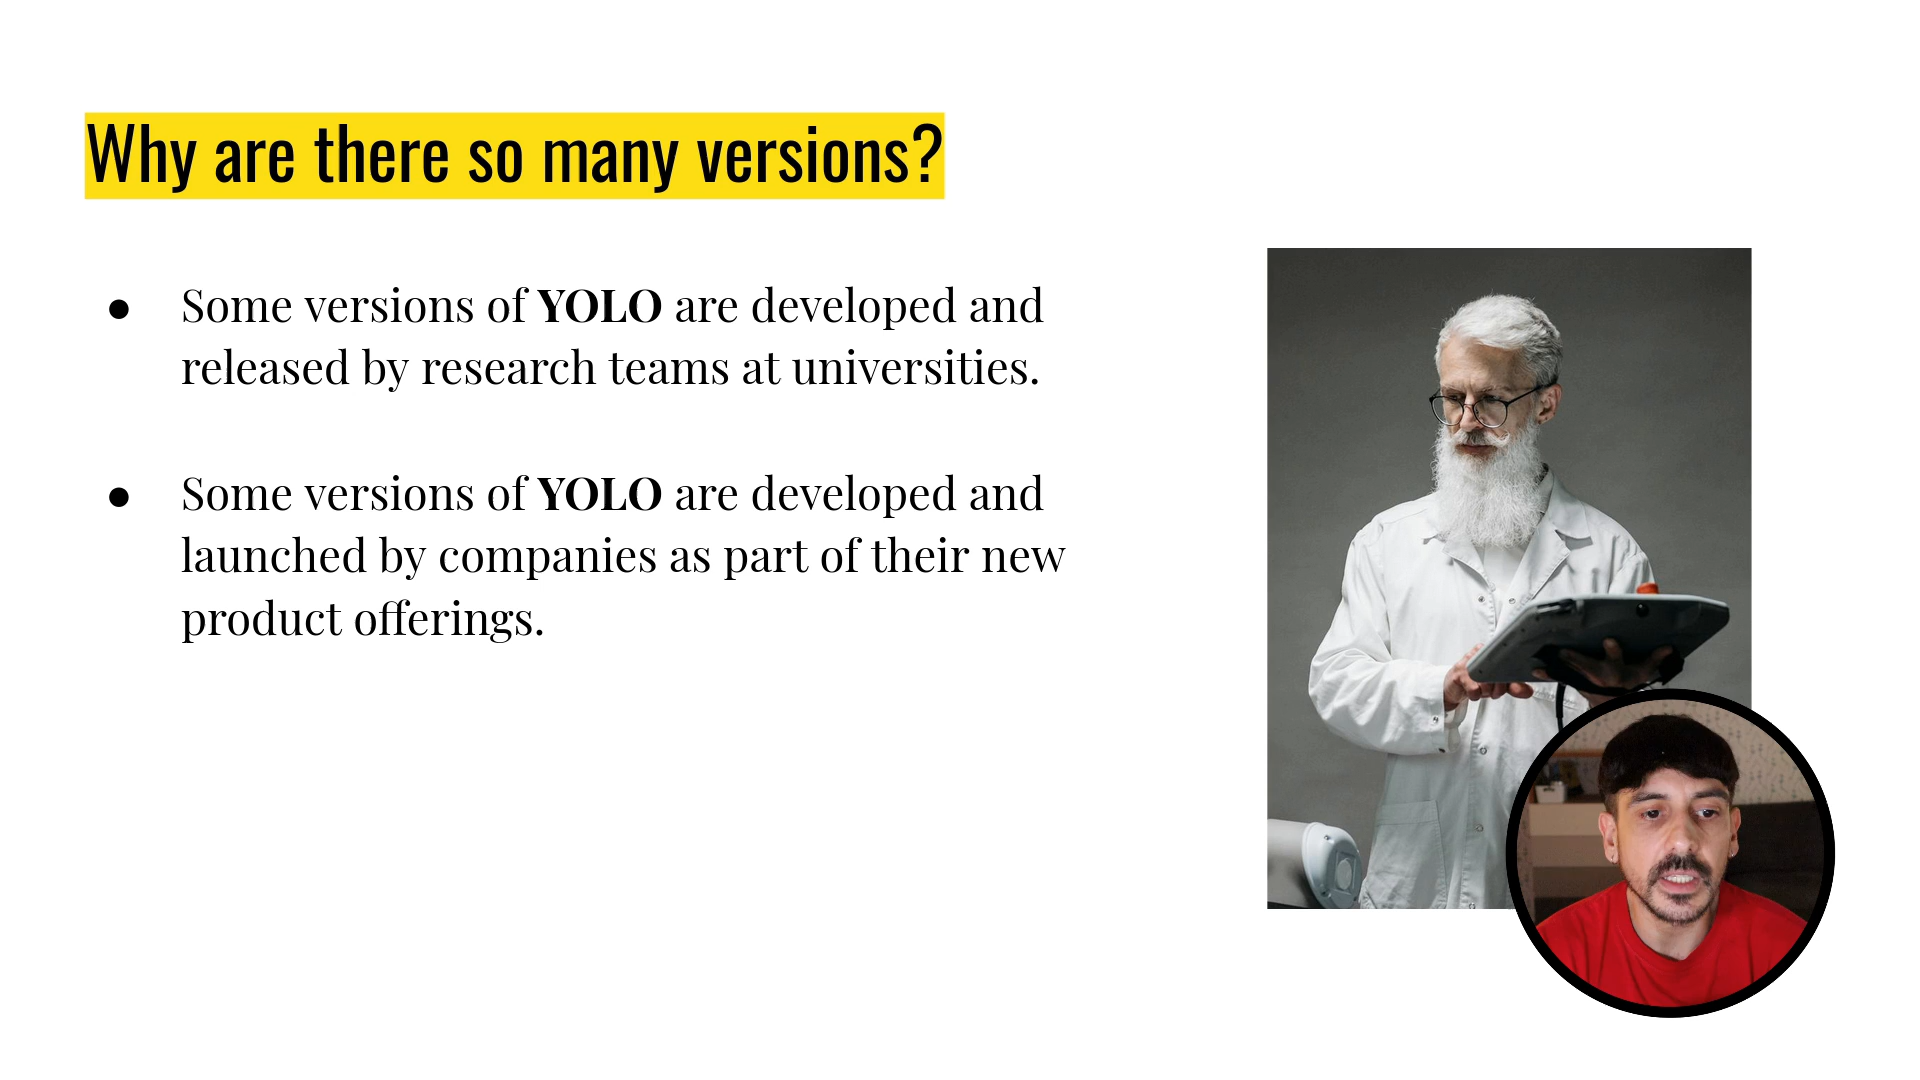 Why are there so many versions?
● Some versions of YOLO are developed and
released by research teams at universities.
● Some versions of YOLO are developed and
launched by companies as part of their new
product offerings.